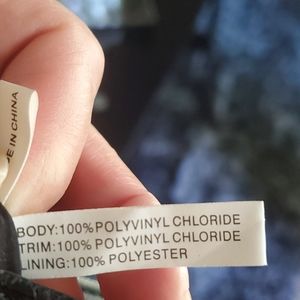 E IN CHINA
BODY:100% POLYVINYL CHLORIDE
TRIM:100% POLYVINYL CHLORIDE
LINING:100% POLYESTER